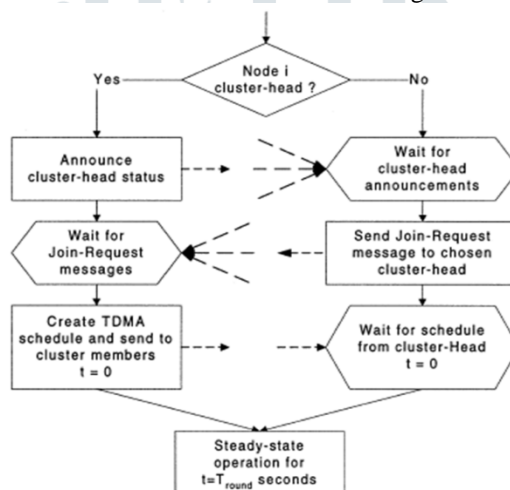 Node i
cluster-head ?
Yes
No
Announce
cluster-head status
Wait for
cluster-head
announcements
Wait for
Join-Request
messages
Send Join-Request
message to chosen
cluster-head
Create TDMA
schedule and send to
cluster members
t = 0
Wait for schedule
from cluster-Head
t = 0
Steady-state
operation for
t=Tround seconds